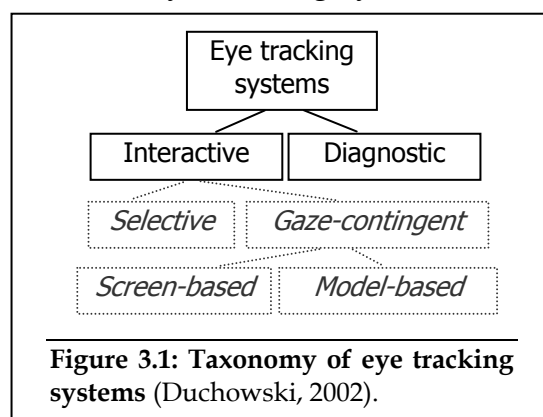 Eye tracking
systems
Interactive Diagnostic
Selective Gaze-contingent
Screen-based Model-based
Figure 3.1: Taxonomy of eye tracking
systems (Duchowski, 2002).